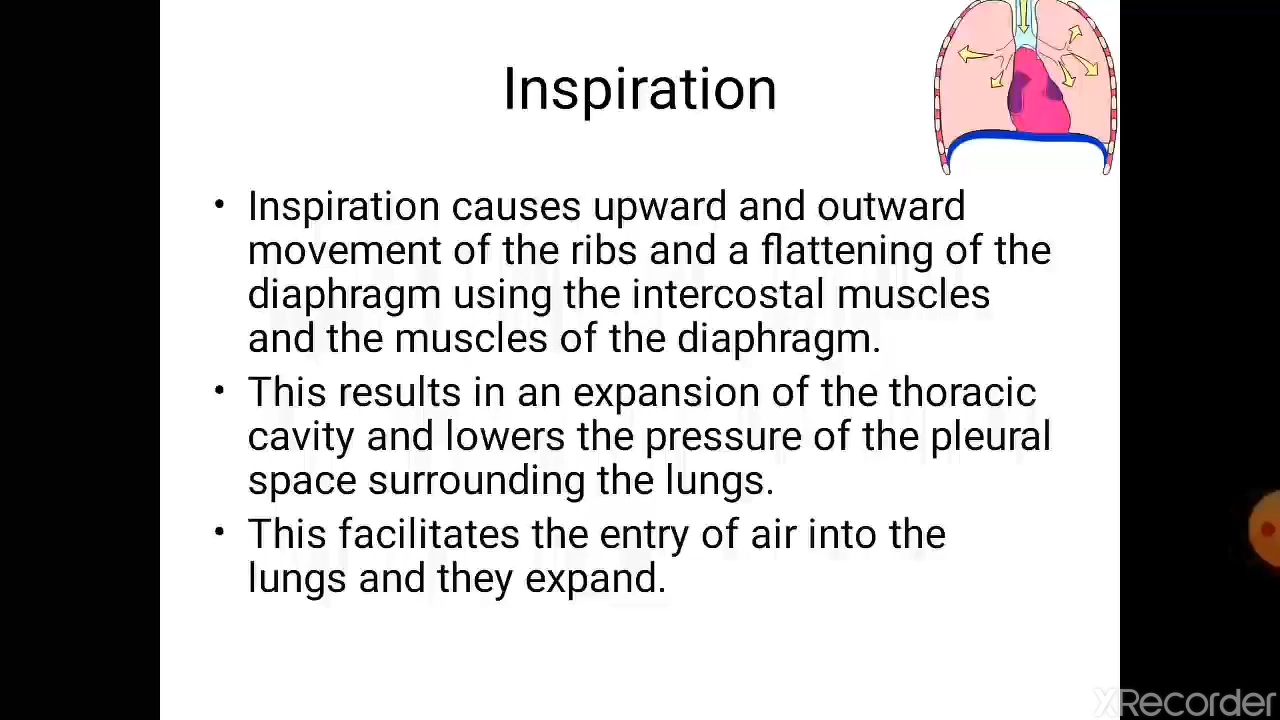 Inspiration
• Inspiration causes upward and outward
movement of the ribs and a flattening of the
diaphragm using the intercostal muscles
and the muscles of the diaphragm.
• This results in an expansion of the thoracic
cavity and lowers the pressure of the pleural
space surrounding the lungs.
• This facilitates the entry of air into the
lungs and they expand.
XRecorder